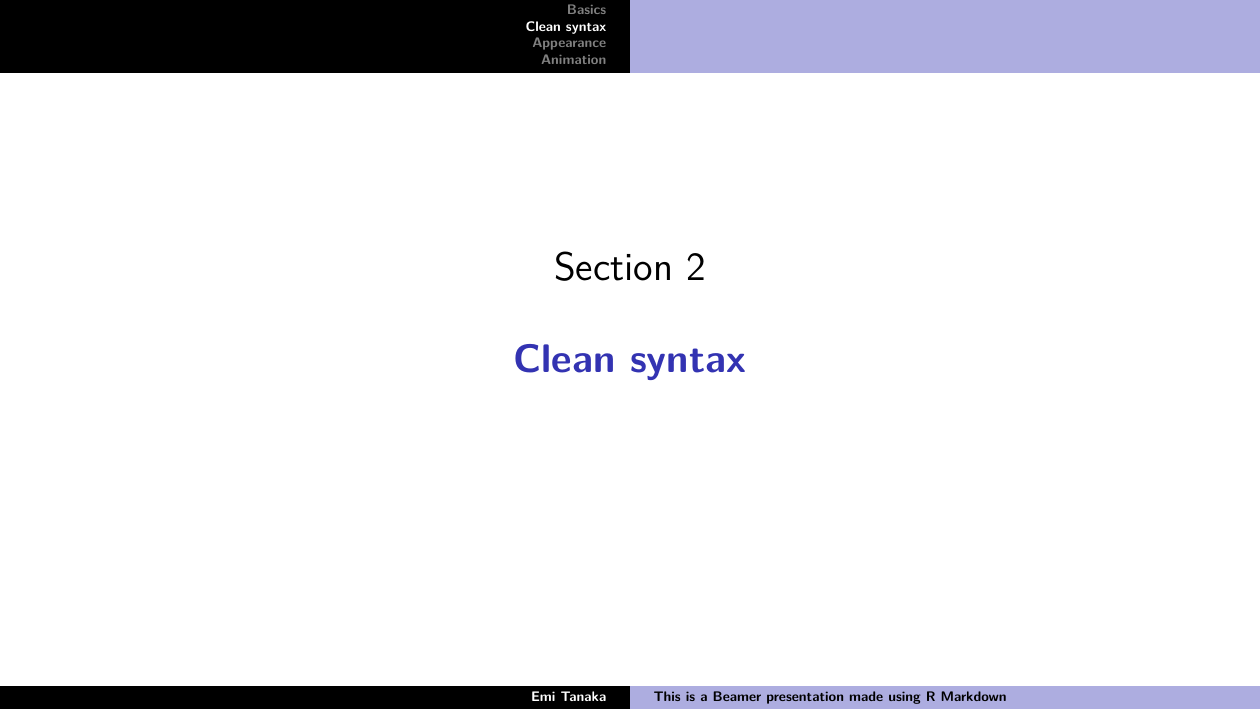 Basics
Clean syntax
Appearance
Animation
Section 2
Clean syntax
Emi Tanaka
This is a Beamer presentation made using R Markdown